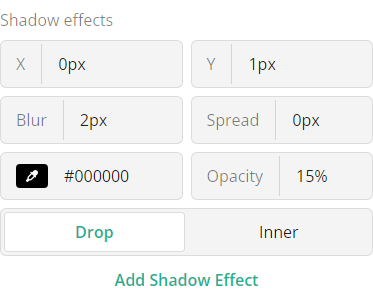 Shadow effects
X 0px Y 1px
Blur 2px Spread 0px
#000000 Opacity 15%
Drop Inner
Add Shadow Effect